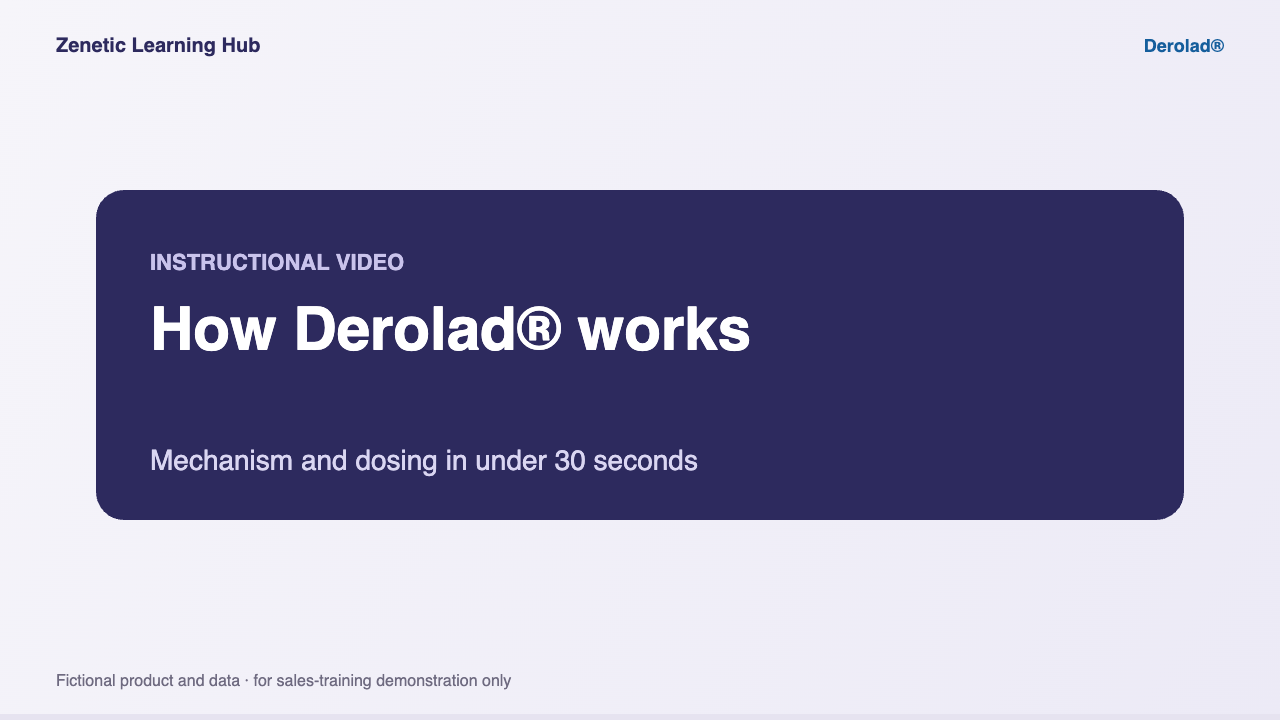 Zenetic Learning Hub
Derolad®
INSTRUCTIONAL VIDEO
How Derolad® works
Mechanism and dosing in under 30 seconds
Fictional product and data · for sales-training demonstration only